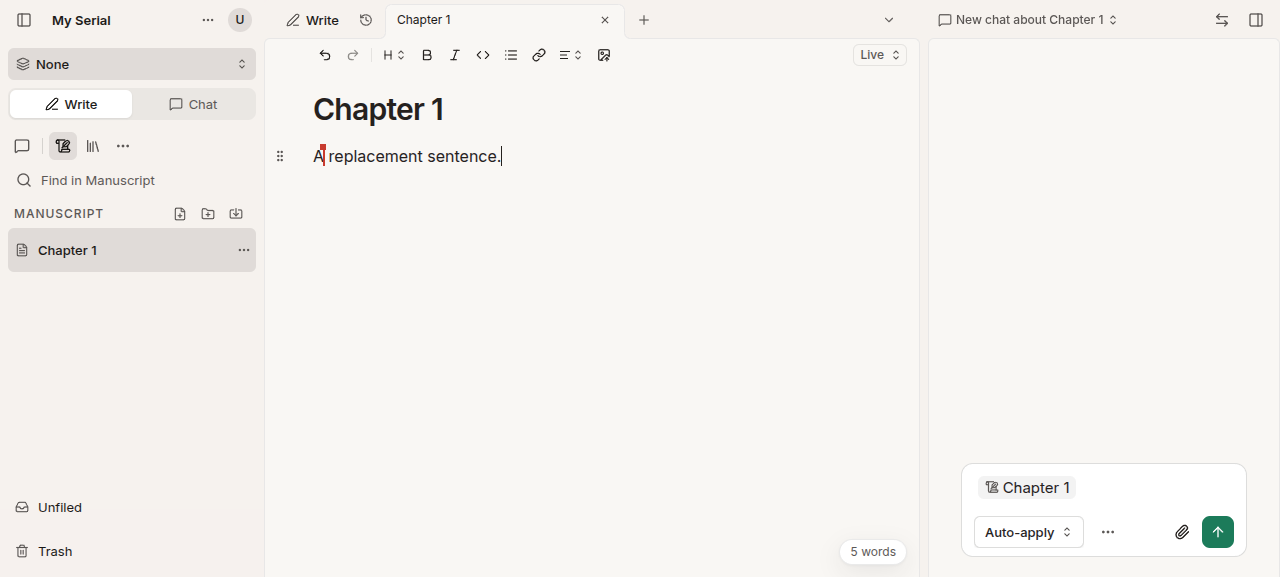 My Serial
U
None
Write
Chat
Find in Manuscript
MANUSCRIPT
Chapter 1
Unfiled
Trash
Write
Chapter 1
H
B
I
Live
Chapter 1
A replacement sentence.
5 words
New chat about Chapter 1
Chapter 1
Auto-apply